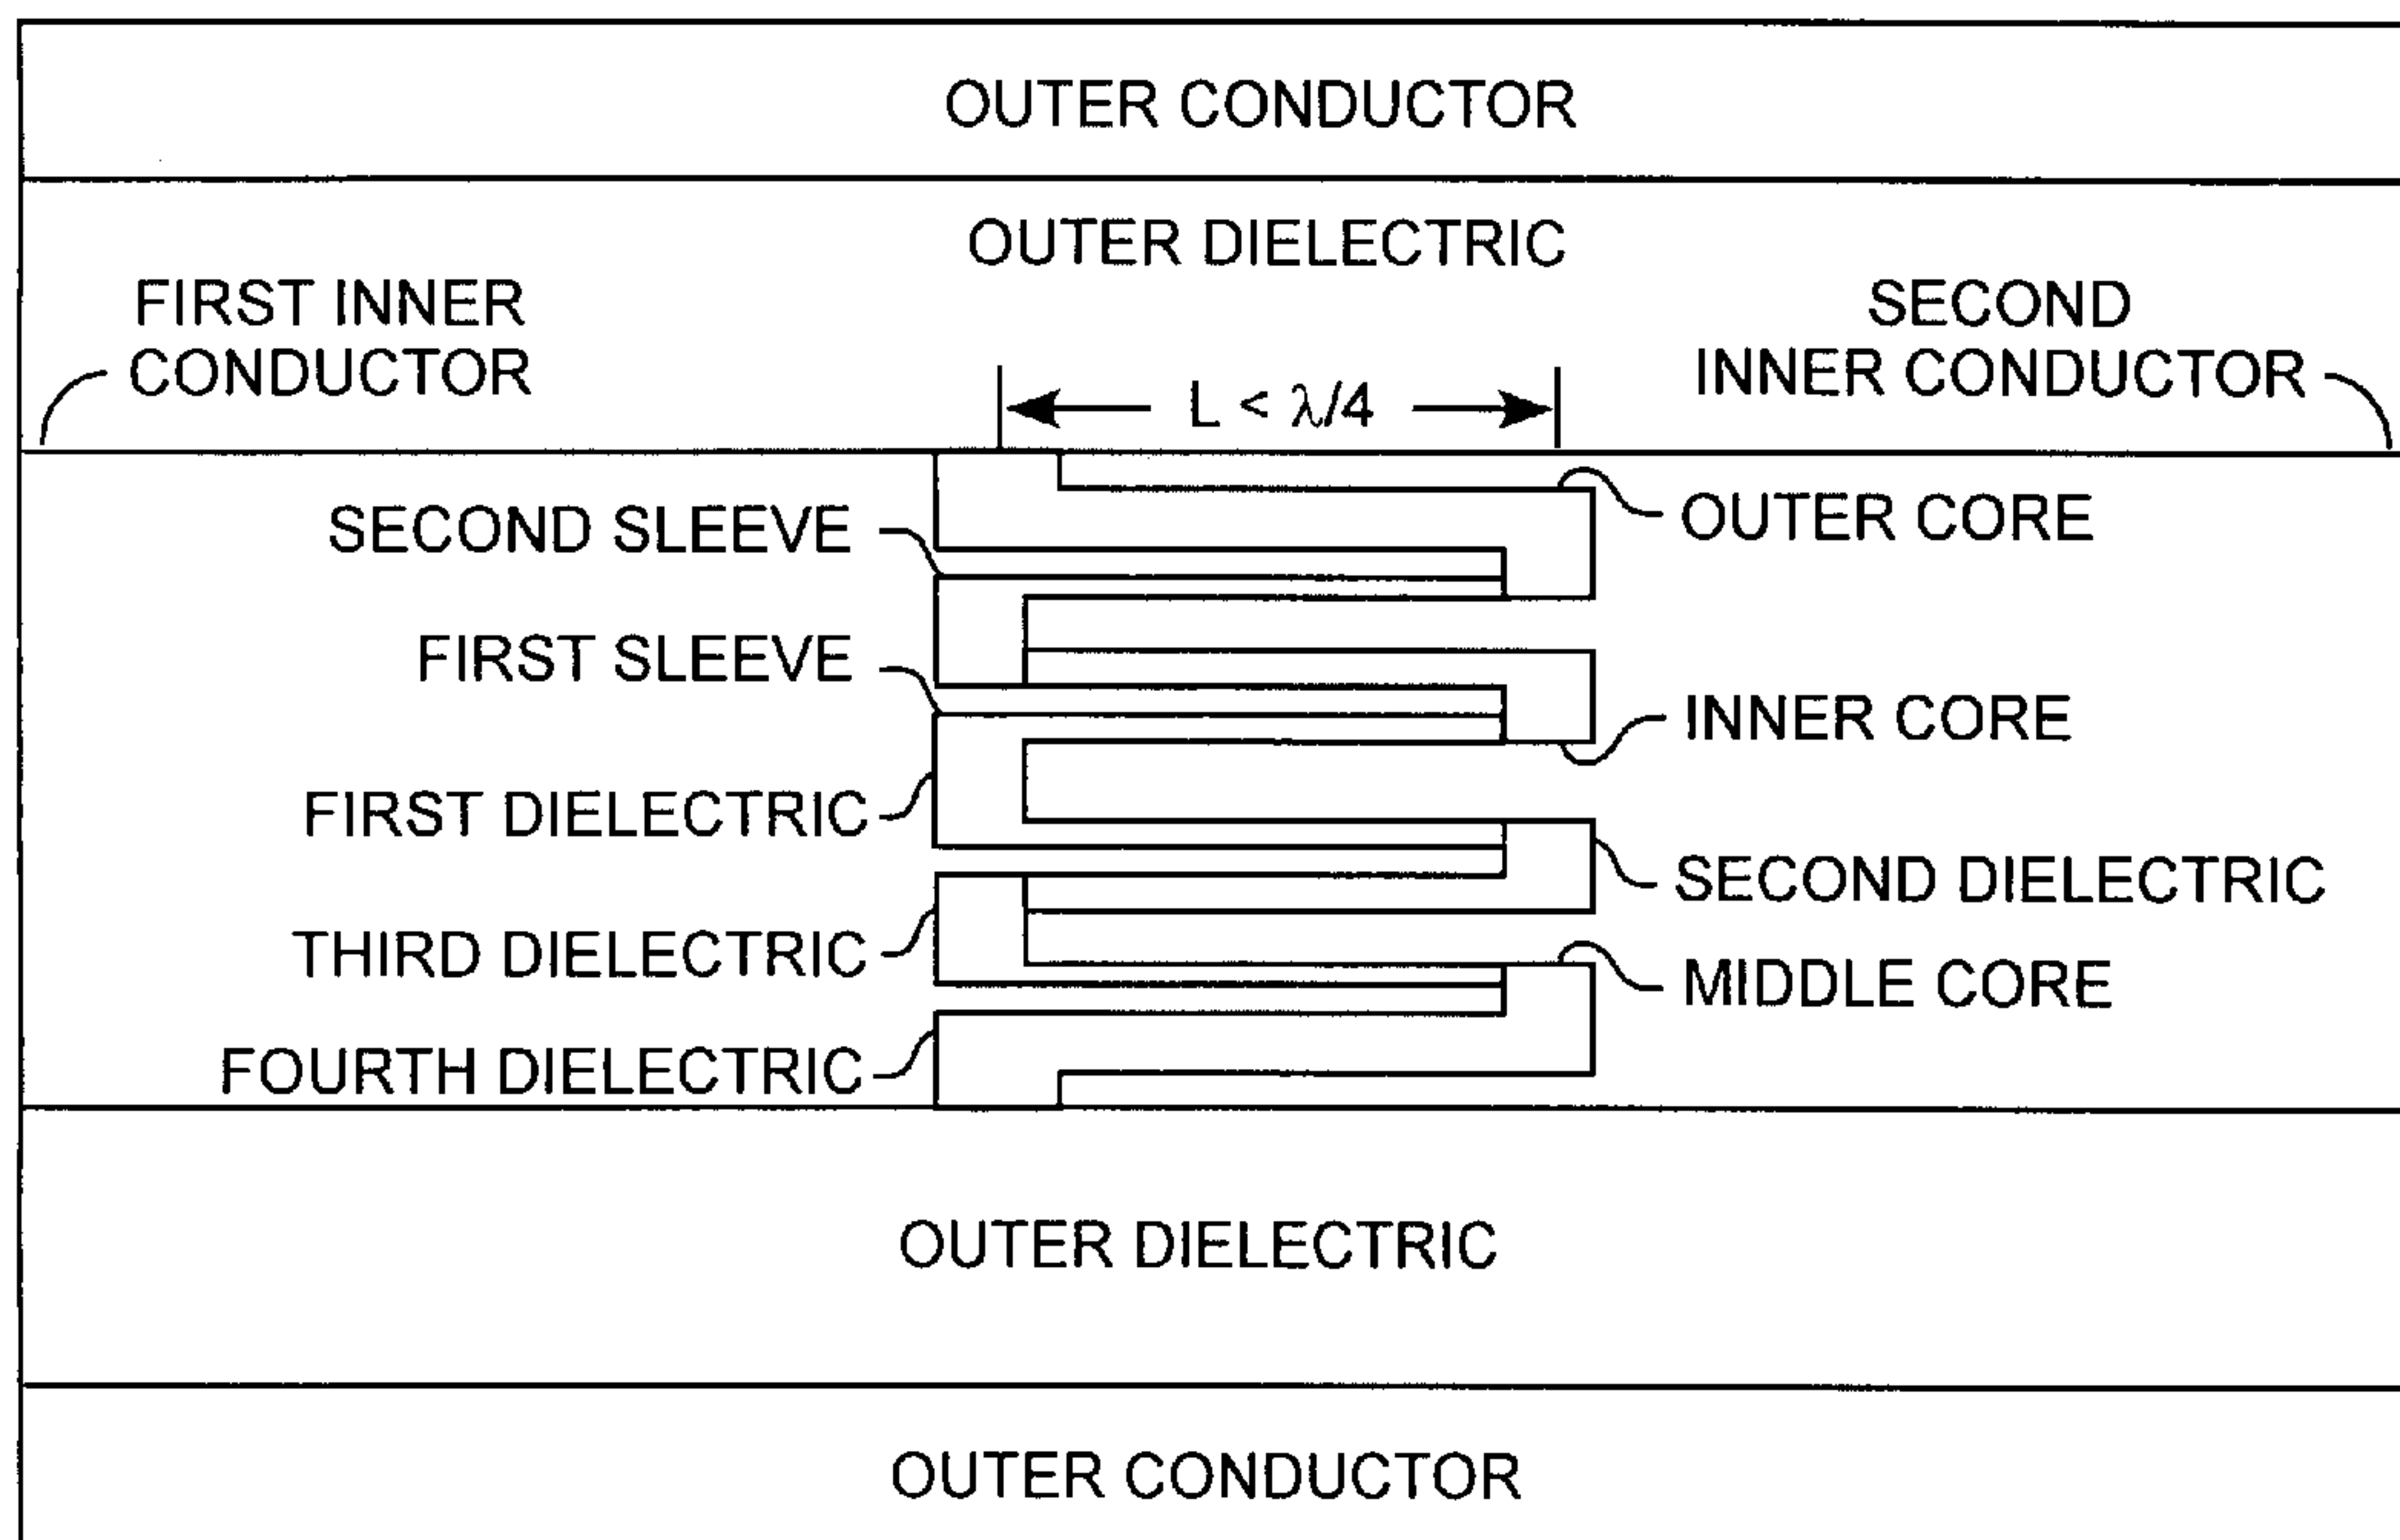 OUTER CONDUCTOR
OUTER DIELECTRIC
FIRST INNER
CONDUCTOR
SECOND
INNER CONDUCTOR
L < λ/4
SECOND SLEEVE
OUTER CORE
FIRST SLEEVE
INNER CORE
FIRST DIELECTRIC
SECOND DIELECTRIC
THIRD DIELECTRIC
MIDDLE CORE
FOURTH DIELECTRIC
OUTER DIELECTRIC
OUTER CONDUCTOR